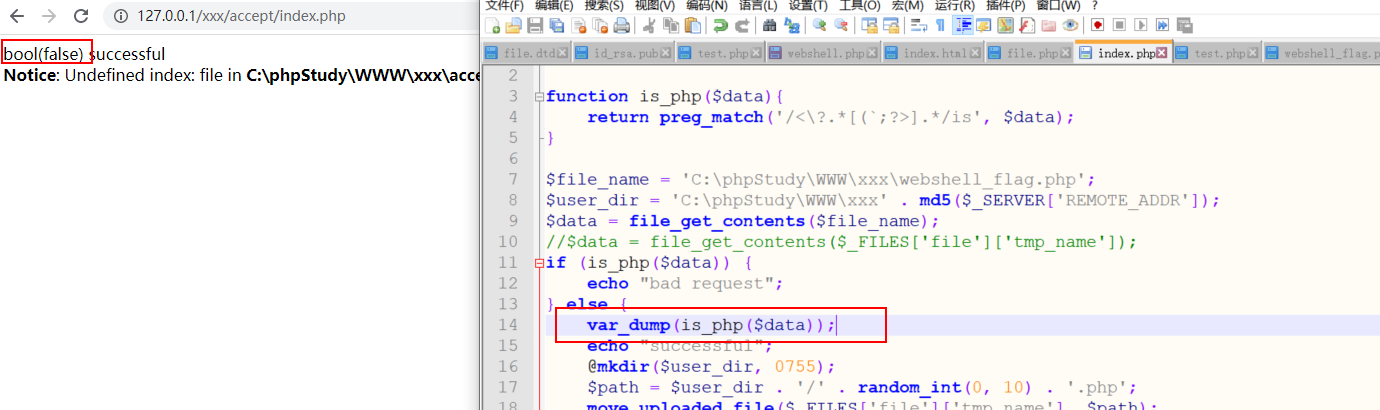 127.0.0.1/xxx/accept/index.php
bool(false) successful
Notice: Undefined index: file in C:\phpStudy\WWW\xxx\acce
文件(F) 编辑(E) 搜索(S) 视图(V) 编码(N) 语言(L) 设置(T) 工具(O) 宏(M) 运行(R) 插件(P) 窗口(W) ?
file.dtd id_rsa.pub test.php webshell.php index.html file.php index.php test.php webshell_flag.p
2
3 function is_php($data){
4 return preg_match('/<\?.*[(`;?>].*/is', $data);
5 }
6
7 $file_name = 'C:\phpStudy\WWW\xxx\webshell_flag.php';
8 $user_dir = 'C:\phpStudy\WWW\xxx' . md5($_SERVER['REMOTE_ADDR']);
9 $data = file_get_contents($file_name);
10 //$data = file_get_contents($_FILES['file']['tmp_name']);
11 if (is_php($data)) {
12 echo "bad request";
13 } else {
14 var_dump(is_php($data));
15 echo "successful";
16 @mkdir($user_dir, 0755);
17 $path = $user_dir . '/' . random_int(0, 10) . '.php';
18 move_uploaded_file($_FILES['file']['tmp_name'], $path);